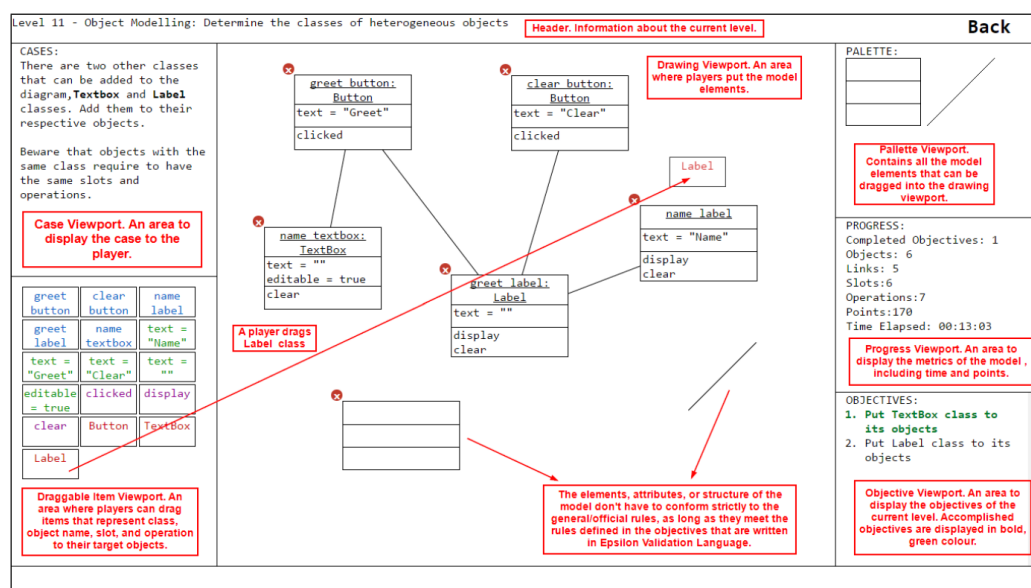 Level 11 - Object Modelling: Determine the classes of heterogeneous objects
Header. Information about the current level.
Back
CASES:
There are two other classes
that can be added to the
diagram,Textbox and Label
classes. Add them to their
respective objects.
Beware that objects with the
same class require to have
the same slots and
operations.
Case Viewport. An area to
display the case to the
player.
greet
button
clear
button
name
label
greet
label
name
textbox
text =
"Name"
text =
"Greet"
text =
"Clear"
text =
""
editable
= true
clicked
display
clear
Button
TextBox
Label
Draggable Item Viewport. An
area where players can drag
items that represent class,
object name, slot, and operation
to their target objects.
x
greet button:
Button
text = "Greet"
clicked
x
clear button:
Button
text = "Clear"
clicked
Drawing Viewport. An area
where players put the model
elements.
Label
x
name label
text = "Name"
display
clear
x
name textbox:
TextBox
text = ""
editable = true
clear
x
greet label:
Label
text = ""
display
clear
A player drags
Label class
x
The elements, attributes, or structure of the
model don't have to conform strictly to the
general/official rules, as long as they meet the
rules defined in the objectives that are written
in Epsilon Validation Language.
PALETTE:
Pallette Viewport.
Contains all the model
elements that can be
dragged into the drawing
viewport.
PROGRESS:
Completed Objectives: 1
Objects: 6
Links: 5
Slots:6
Operations:7
Points:170
Time Elapsed: 00:13:03
Progress Viewport. An area to
display the metrics of the model ,
including time and points.
OBJECTIVES:
1. Put TextBox class to
its objects
2. Put Label class to its
objects
Objective Viewport. An area to
display the objectives of the
current level. Accomplished
objectives are displayed in bold,
green colour.